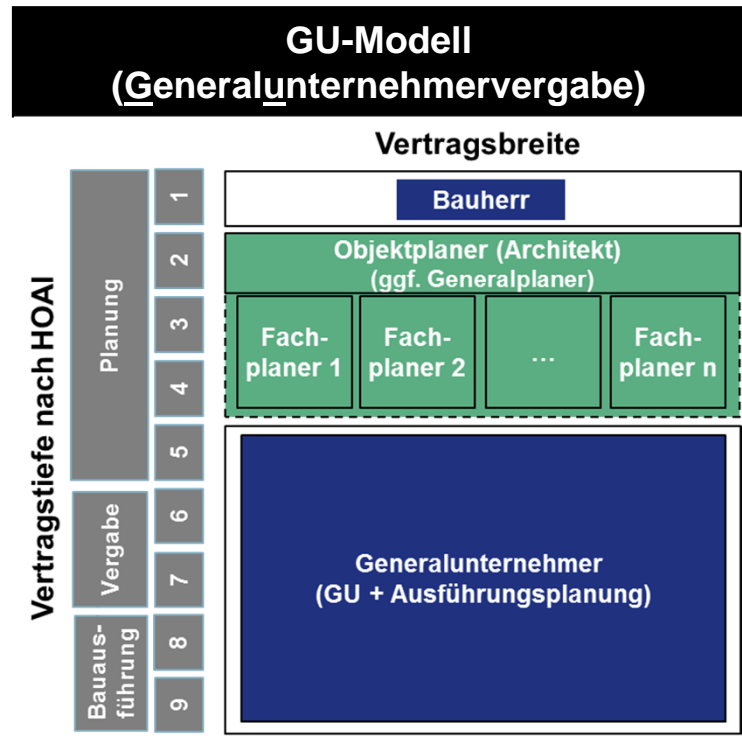 GU-Modell
(Generalunternehmervergabe)
Vertragsbreite
Vertragstiefe nach HOAI
Planung
Vergabe
Bauaus-
führung
1
2
3
4
5
6
7
8
9
Bauherr
Objektplaner (Architekt)
(ggf. Generalplaner)
Fach-
planer 1
Fach-
planer 2
...
Fach-
planer n
Generalunternehmer
(GU + Ausführungsplanung)